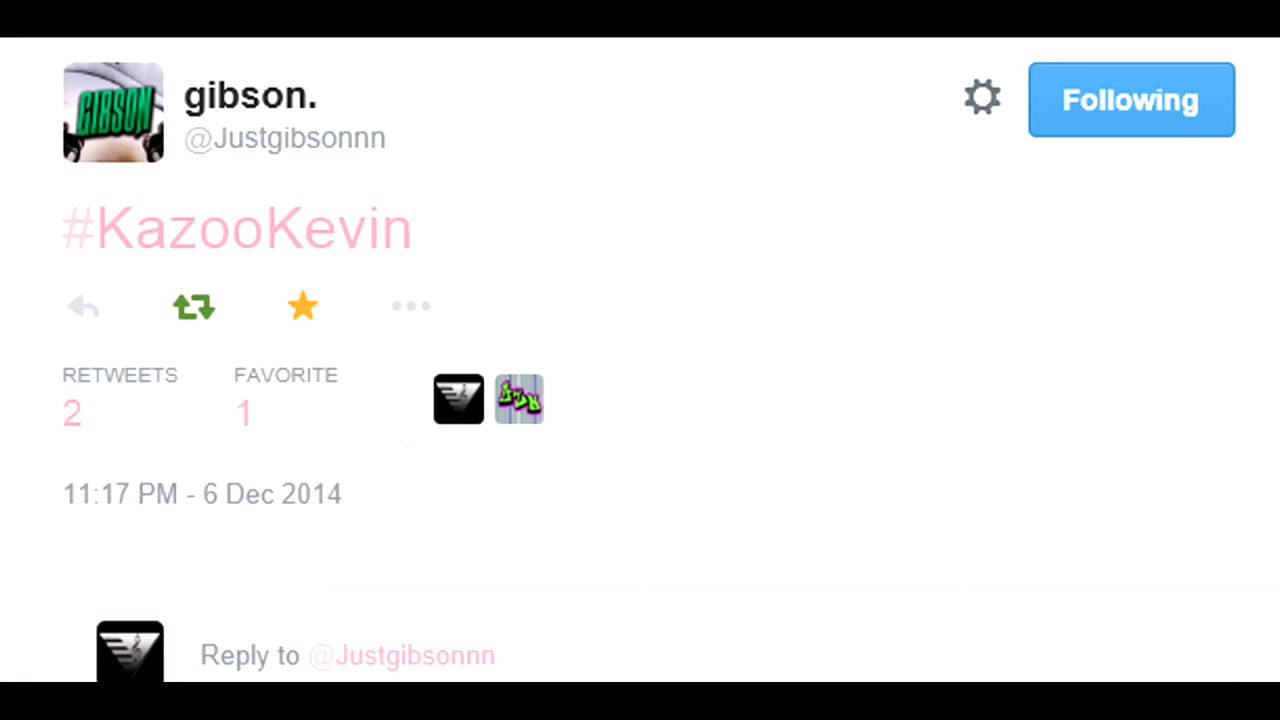 GIBSON
gibson.
@Justgibsonnn
Following
#KazooKevin
RETWEETS
FAVORITE
2
1
11:17 PM - 6 Dec 2014
Reply to @Justgibsonnn